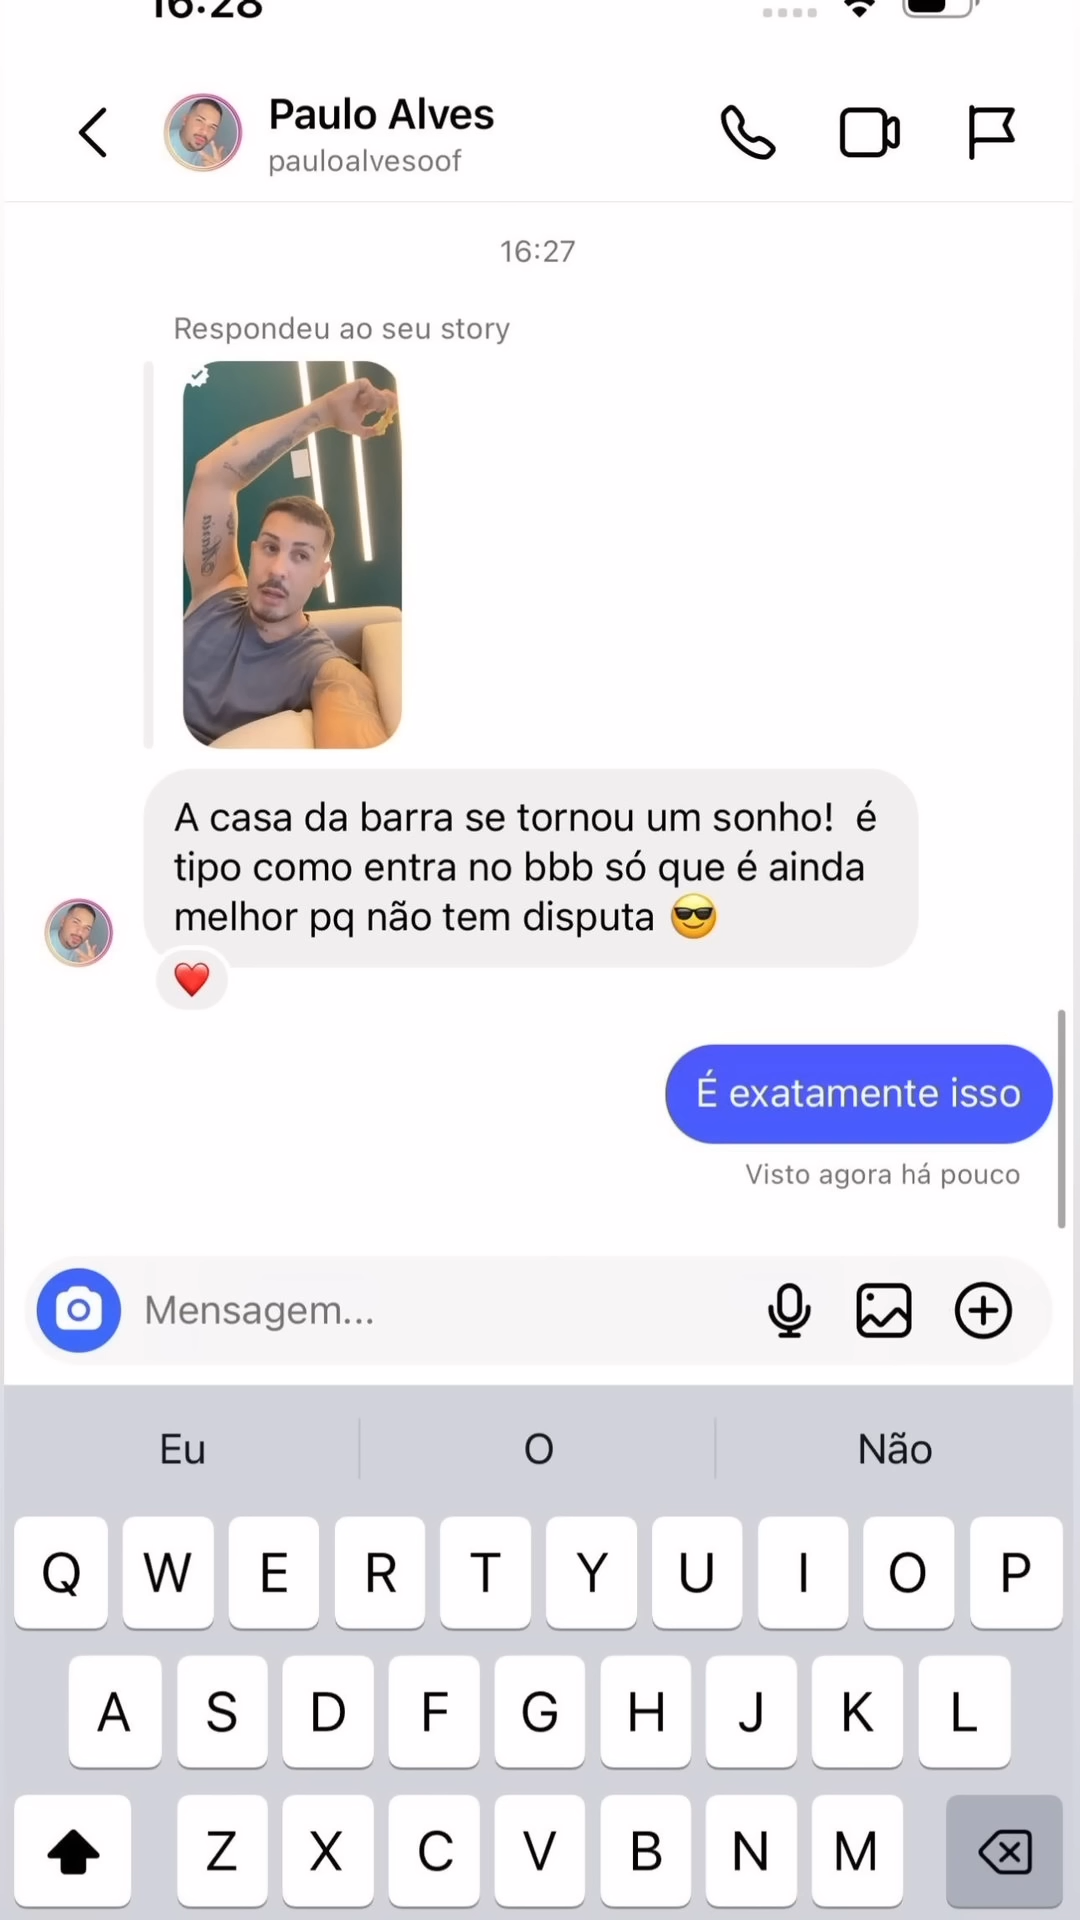 16:28
Paulo Alves
pauloalvesoof
16:27
Respondeu ao seu story
A casa da barra se tornou um sonho!  é
tipo como entra no bbb só que é ainda
melhor pq não tem disputa 😎
❤️
É exatamente isso
Visto agora há pouco
Mensagem...
Eu O Não
Q W E R T Y U I O P
A S D F G H J K L
Z X C V B N M